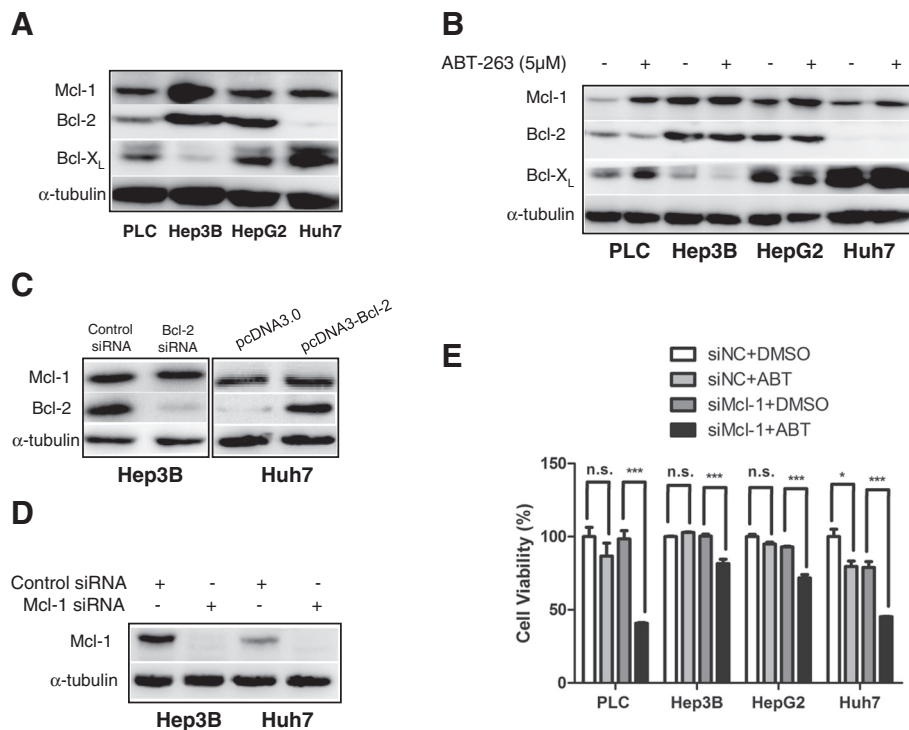 A
Mcl-1
Bcl-2
Bcl-XL
α-tubulin
PLC Hep3B HepG2 Huh7
B
ABT-263 (5μM) - + - + - + - +
Mcl-1
Bcl-2
Bcl-XL
α-tubulin
PLC Hep3B HepG2 Huh7
C
Control siRNA
Bcl-2 siRNA
pcDNA3.0
pcDNA3-Bcl-2
Mcl-1
Bcl-2
α-tubulin
Hep3B Huh7
D
Control siRNA + - + -
Mcl-1 siRNA - + - +
Mcl-1
α-tubulin
Hep3B Huh7
E
siNC+DMSO
siNC+ABT
siMcl-1+DMSO
siMcl-1+ABT
Cell Viability (%)
150
100
50
0
n.s. *** n.s. *** n.s. *** * ***
PLC Hep3B HepG2 Huh7